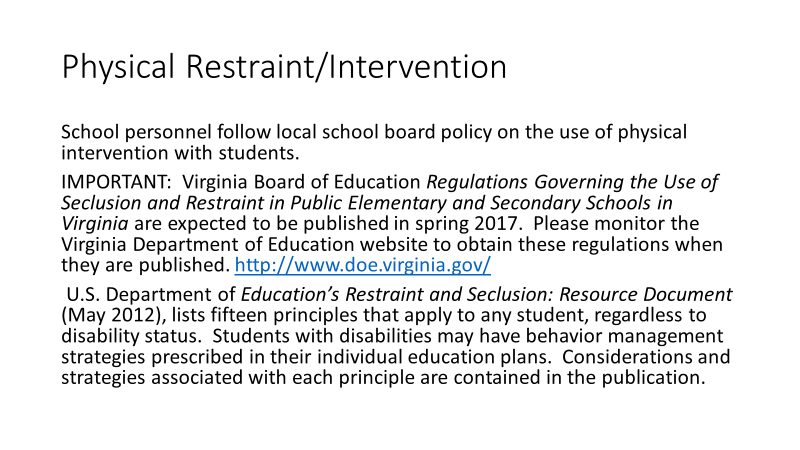 Physical Restraint/Intervention
School personnel follow local school board policy on the use of physical
intervention with students.
IMPORTANT:  Virginia Board of Education Regulations Governing the Use of
Seclusion and Restraint in Public Elementary and Secondary Schools in
Virginia are expected to be published in spring 2017.  Please monitor the
Virginia Department of Education website to obtain these regulations when
they are published. http://www.doe.virginia.gov/
U.S. Department of Education’s Restraint and Seclusion: Resource Document
(May 2012), lists fifteen principles that apply to any student, regardless to
disability status.  Students with disabilities may have behavior management
strategies prescribed in their individual education plans.  Considerations and
strategies associated with each principle are contained in the publication.